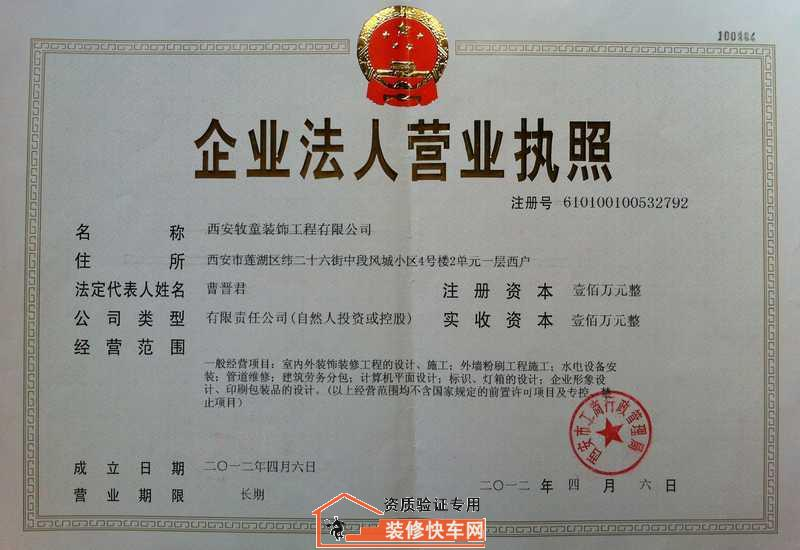 企业法人营业执照
注册号 610100100532792
名称 西安牧童装饰工程有限公司
住所 西安市莲湖区纬二十六街中段风城小区4号楼2单元一层西户
法定代表人姓名 曹晋君 注册资本 壹佰万元整
公司类型 有限责任公司(自然人投资或控股) 实收资本 壹佰万元整
经营范围
一般经营项目：室内外装饰装修工程的设计、施工；外墙粉刷工程施工；水电设备安
装；管道维修；建筑劳务分包；计算机平面设计；标识、灯箱的设计；企业形象设
计、印刷包装品的设计。(以上经营范围均不含国家规定的前置许可项目及专控、禁
止项目)
西安市工商行政管理局
成立日期 二〇一二年四月六日
二〇一二年 四月 六日
营业期限 长期
资质验证专用
装修快车网